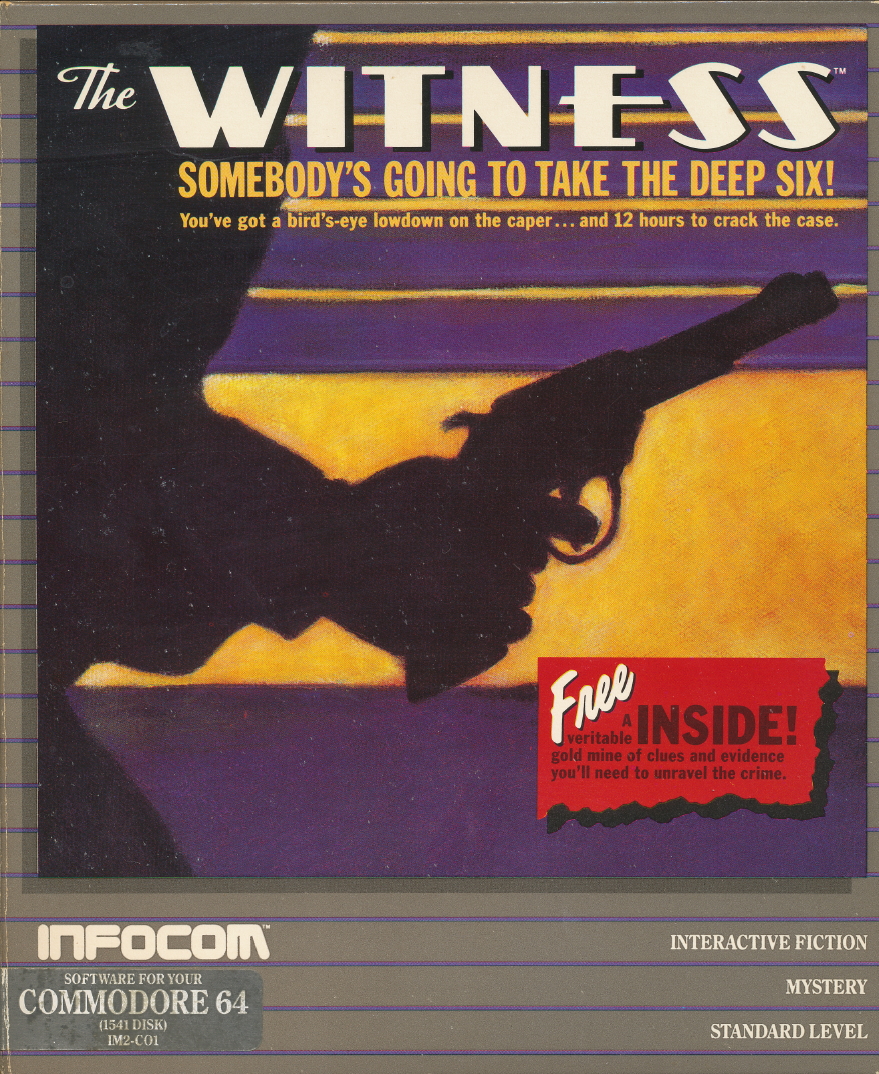 The WITNESS™
SOMEBODY'S GOING TO TAKE THE DEEP SIX!
You've got a bird's-eye lowdown on the caper... and 12 hours to crack the case.
Free
A
veritable INSIDE!
gold mine of clues and evidence
you'll need to unravel the crime.
INFOCOM™
INTERACTIVE FICTION
SOFTWARE FOR YOUR
COMMODORE 64
(1541 DISK)
IM2-CO1
MYSTERY
STANDARD LEVEL